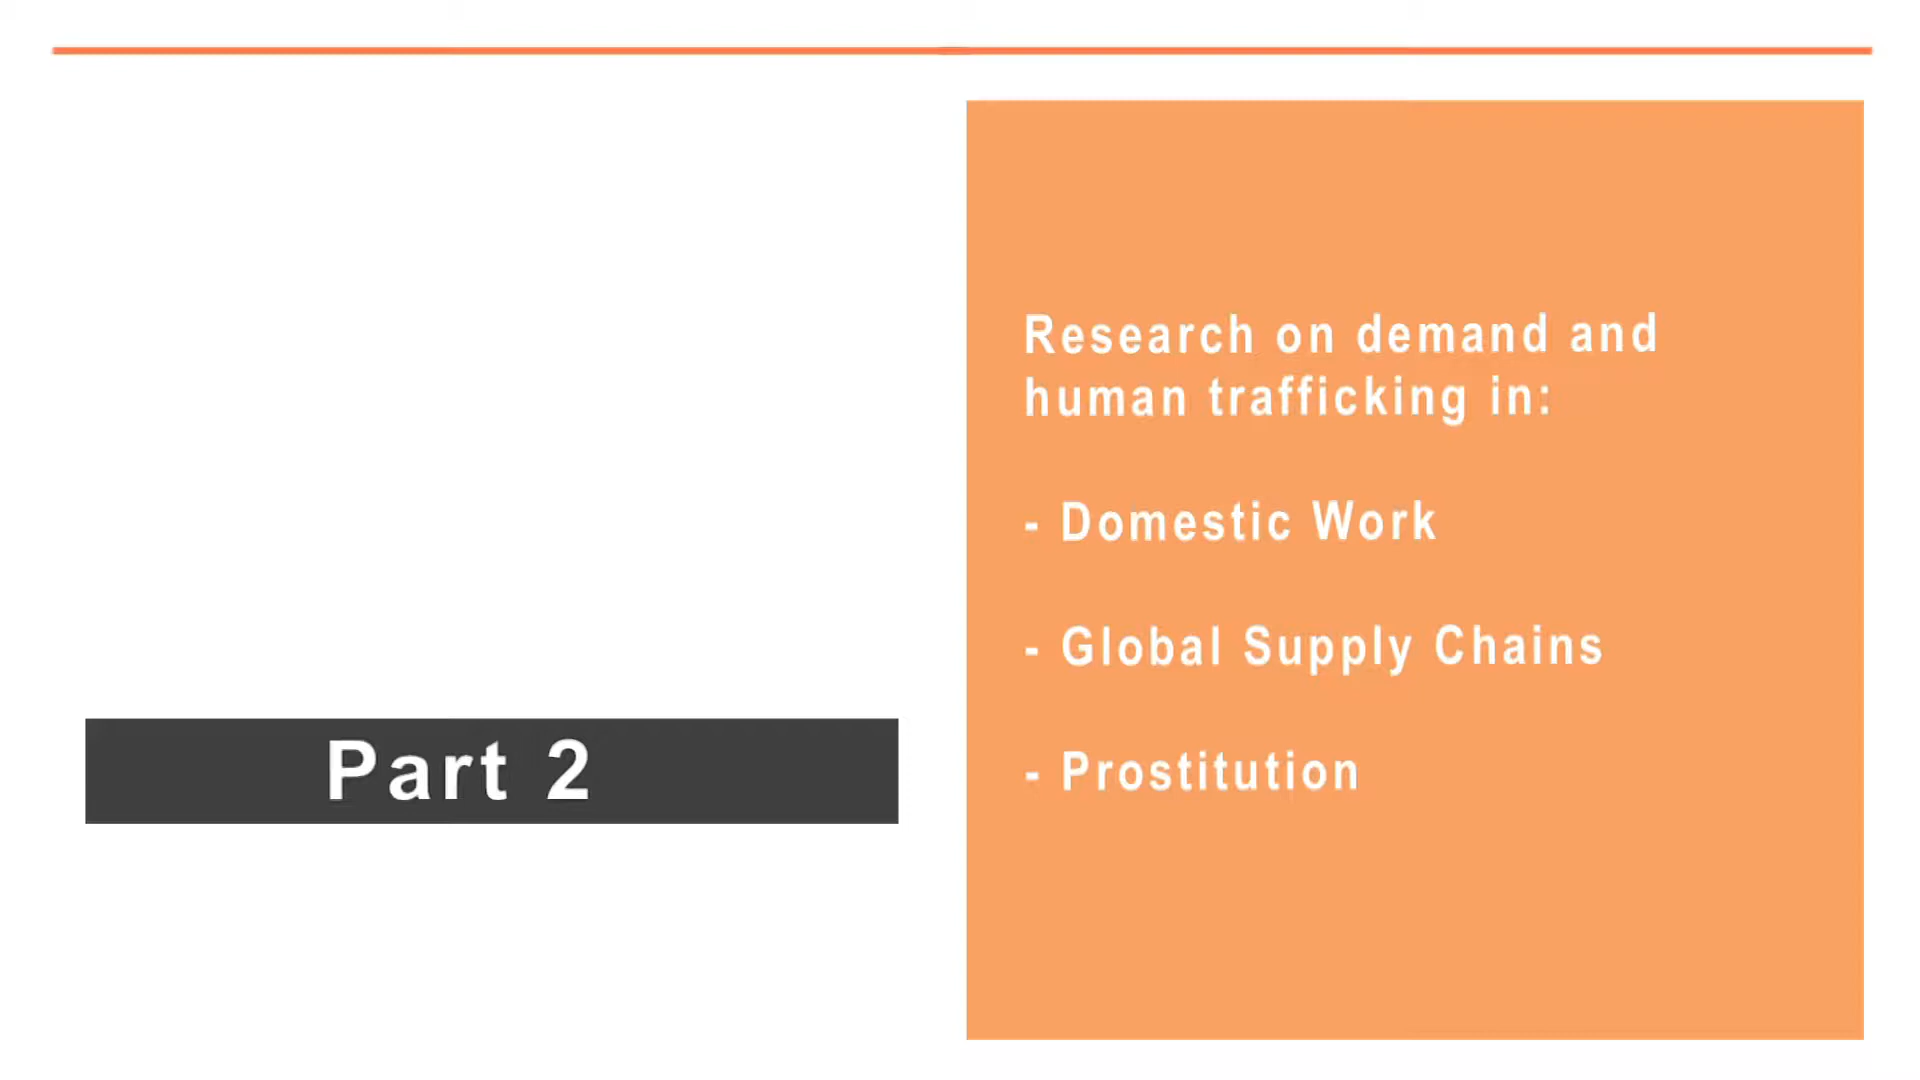 Part 2
Research on demand and
human trafficking in:
- Domestic Work
- Global Supply Chains
- Prostitution